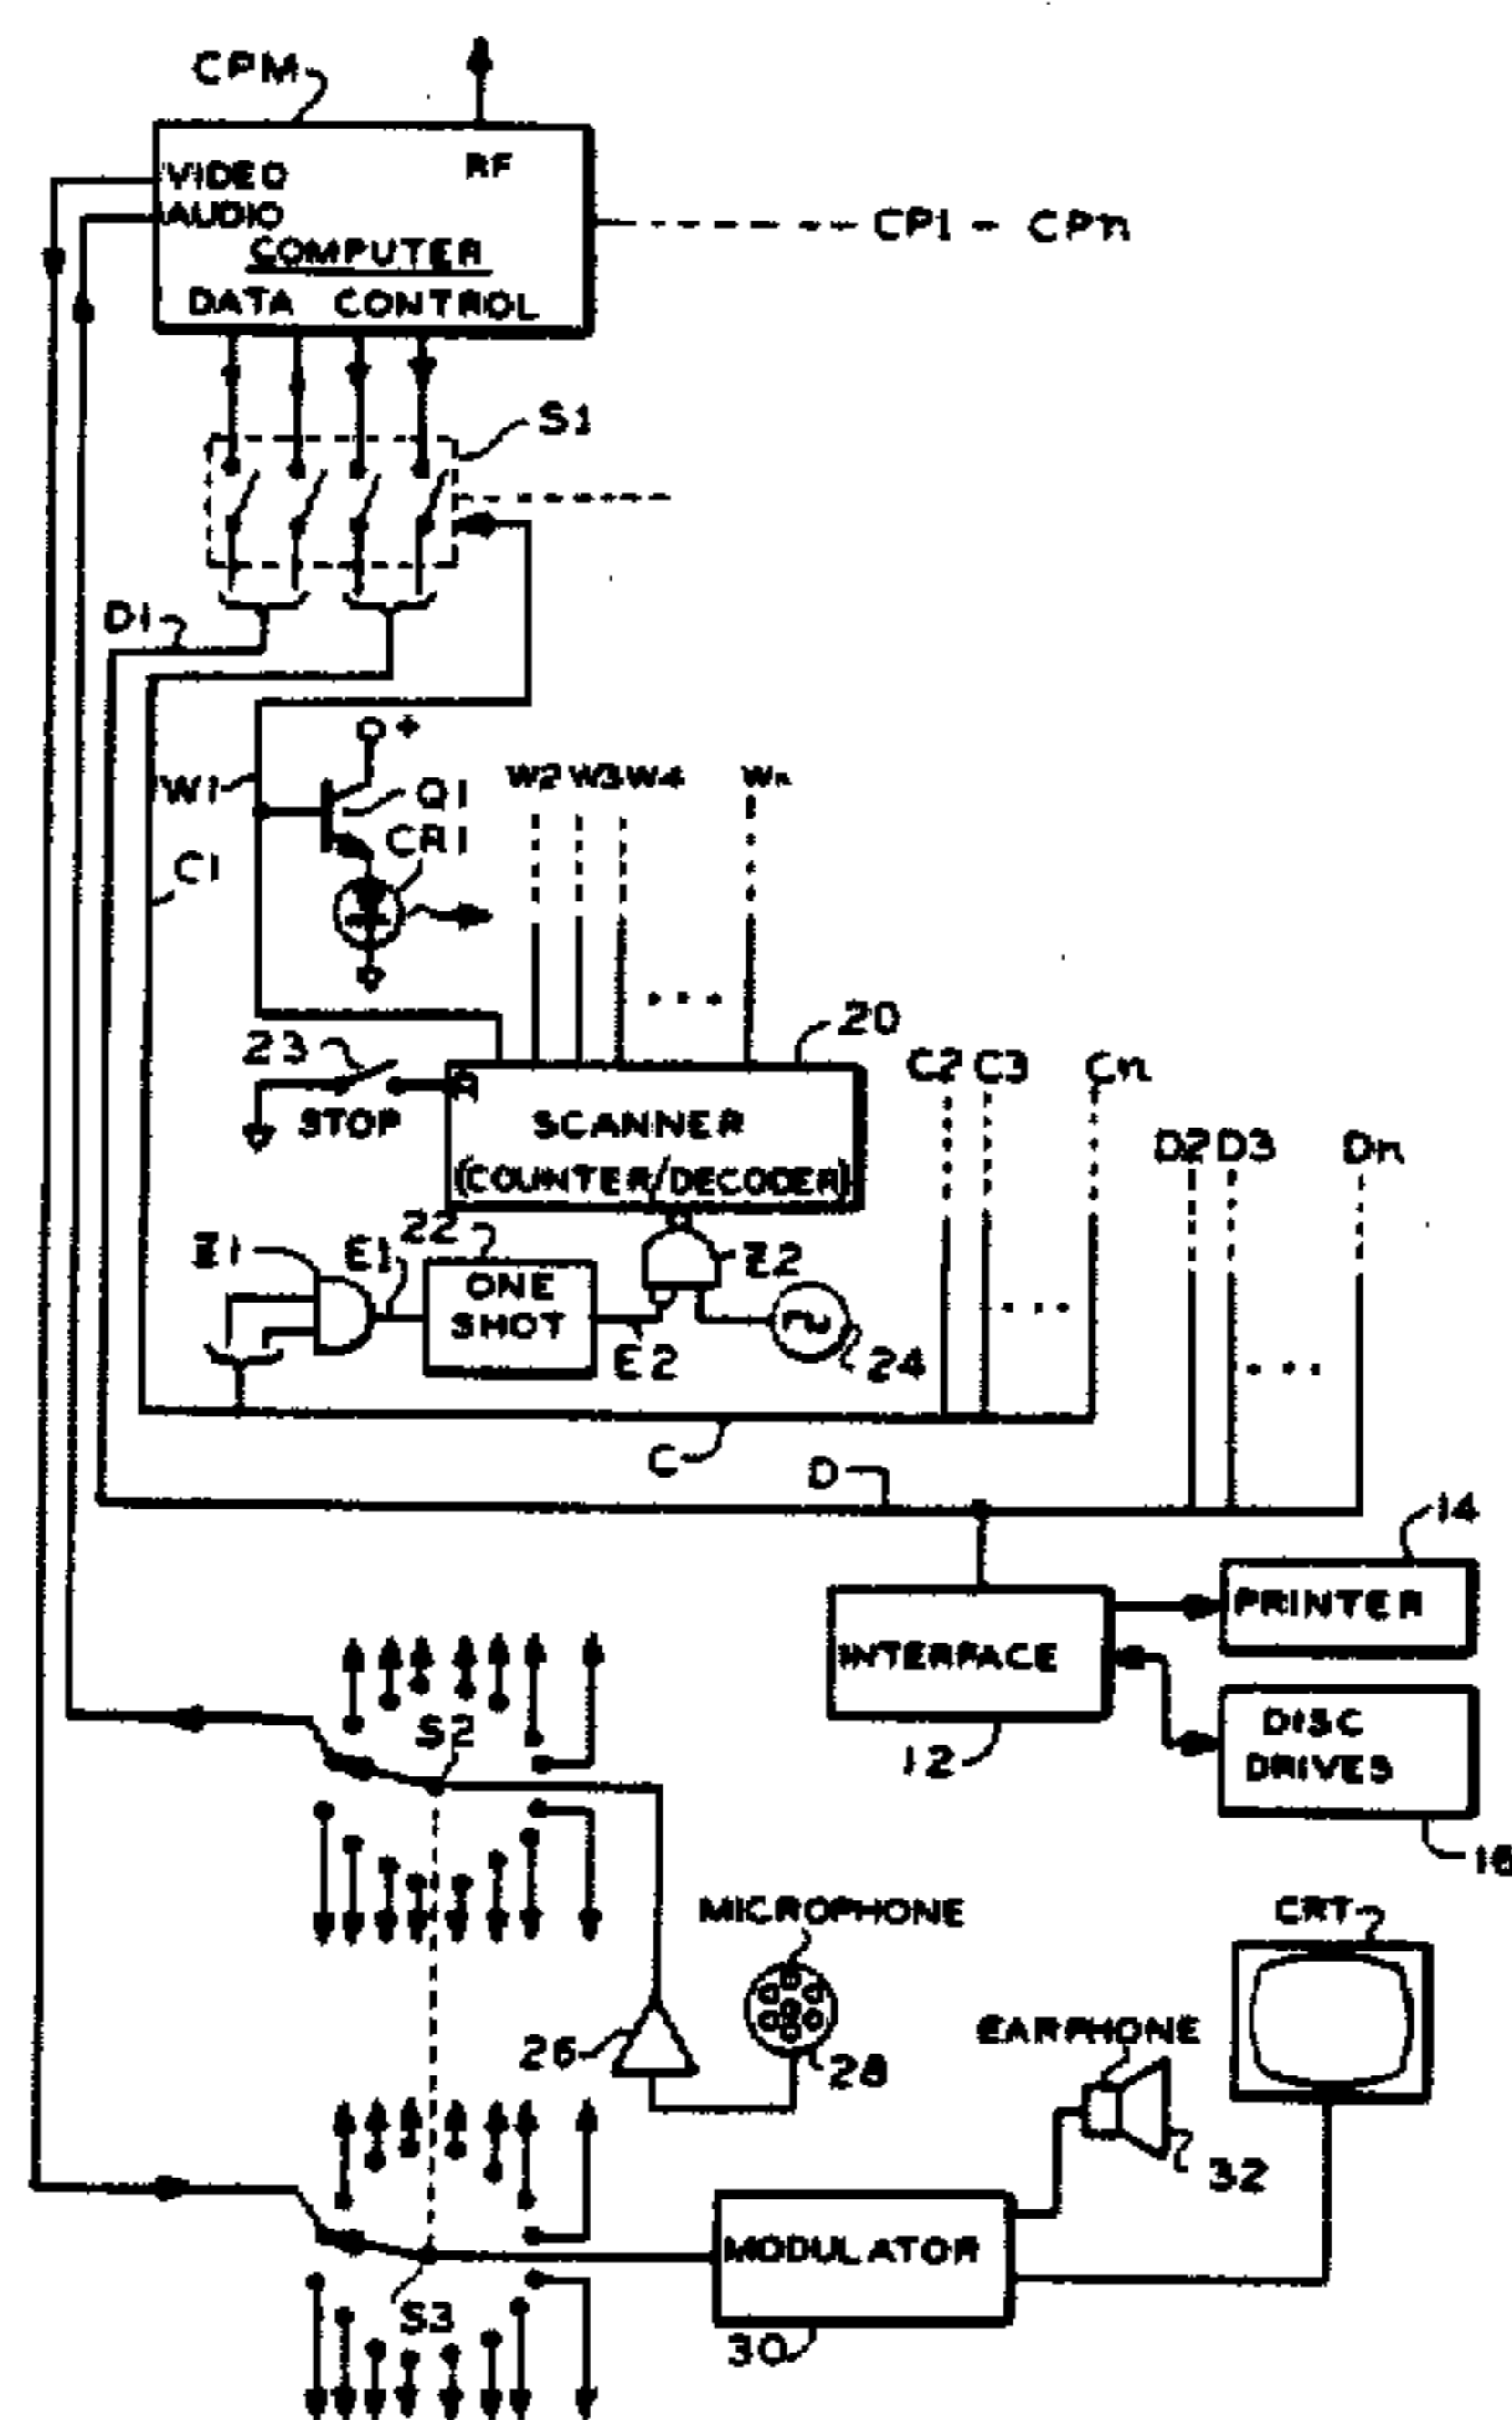 CPM
VIDEO RF
AUDIO
CP1 - CPn
COMPUTER
DATA CONTROL
S1
D1
+
W1
Q1
W2 W3 W4 Wn
CR1
C1
20
23
C2 C3 Cn
R
STOP
SCANNER
D2 D3 Dn
(COUNTER/DECODER)
22
Z1
E1
ONE
SHOT
Z2
E2
24
C
D
14
PRINTER
INTERFACE
S2
DISC
DRIVES
12
MICROPHONE
CRT
EARPHONE
26
28
32
MODULATOR
S3
30